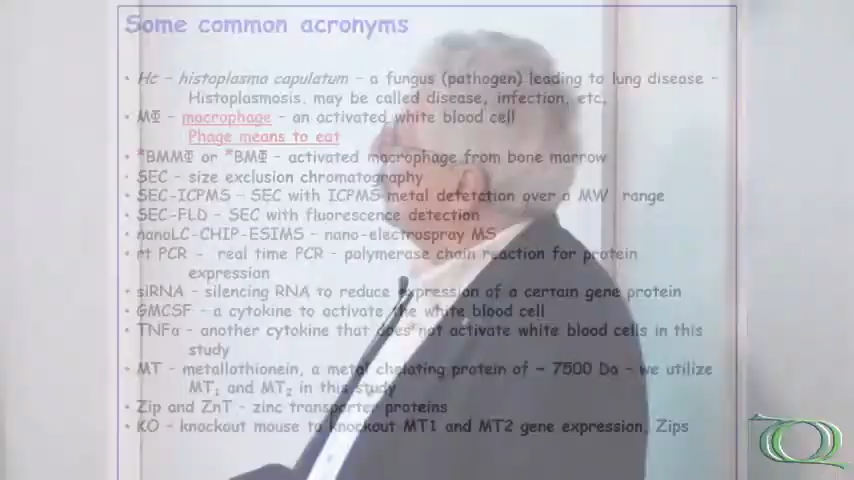 Some common acronyms
• Hc – histoplasma capulatum – a fungus (pathogen) leading to lung disease –
Histoplasmosis. may be called disease, infection, etc.
• MΦ – macrophage – an activated white blood cell
Phage means to eat
• *BMMΦ or *BMΦ – activated macrophage from bone marrow
• SEC – size exclusion chromatography
• SEC-ICPMS – SEC with ICPMS metal detetation over a MW range
• SEC-FLD – SEC with fluorescence detection
• nanoLC-CHIP-ESIMS – nano-electrospray MS
• rt PCR – real time PCR – polymerase chain reaction for protein
expression
• siRNA – silencing RNA to reduce expression of a certain gene protein
• GMCSF – a cytokine to activate the white blood cell
• TNFα – another cytokine that does not activate white blood cells in this
study
• MT – metallothionein, a metal chelating protein of ~ 7500 Da – we utilize
MT₁ and MT₂ in this study
• Zip and ZnT – zinc transporter proteins
• KO – knockout mouse to knockout MT1 and MT2 gene expression, Zips